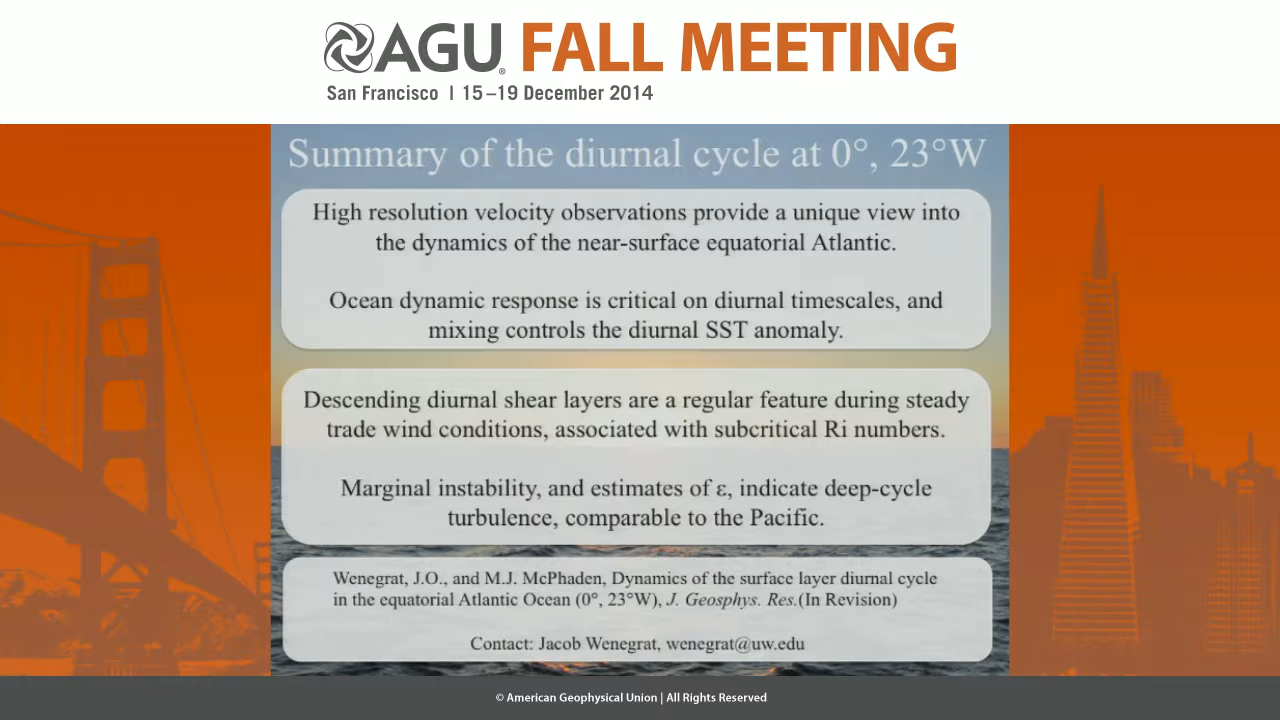 AGU® FALL MEETING
San Francisco | 15–19 December 2014
Summary of the diurnal cycle at 0°, 23°W
High resolution velocity observations provide a unique view into
the dynamics of the near-surface equatorial Atlantic.
Ocean dynamic response is critical on diurnal timescales, and
mixing controls the diurnal SST anomaly.
Descending diurnal shear layers are a regular feature during steady
trade wind conditions, associated with subcritical Ri numbers.
Marginal instability, and estimates of ε, indicate deep-cycle
turbulence, comparable to the Pacific.
Wenegrat, J.O., and M.J. McPhaden, Dynamics of the surface layer diurnal cycle
in the equatorial Atlantic Ocean (0°, 23°W), J. Geosphys. Res.(In Revision)
Contact: Jacob Wenegrat, wenegrat@uw.edu
© American Geophysical Union | All Rights Reserved